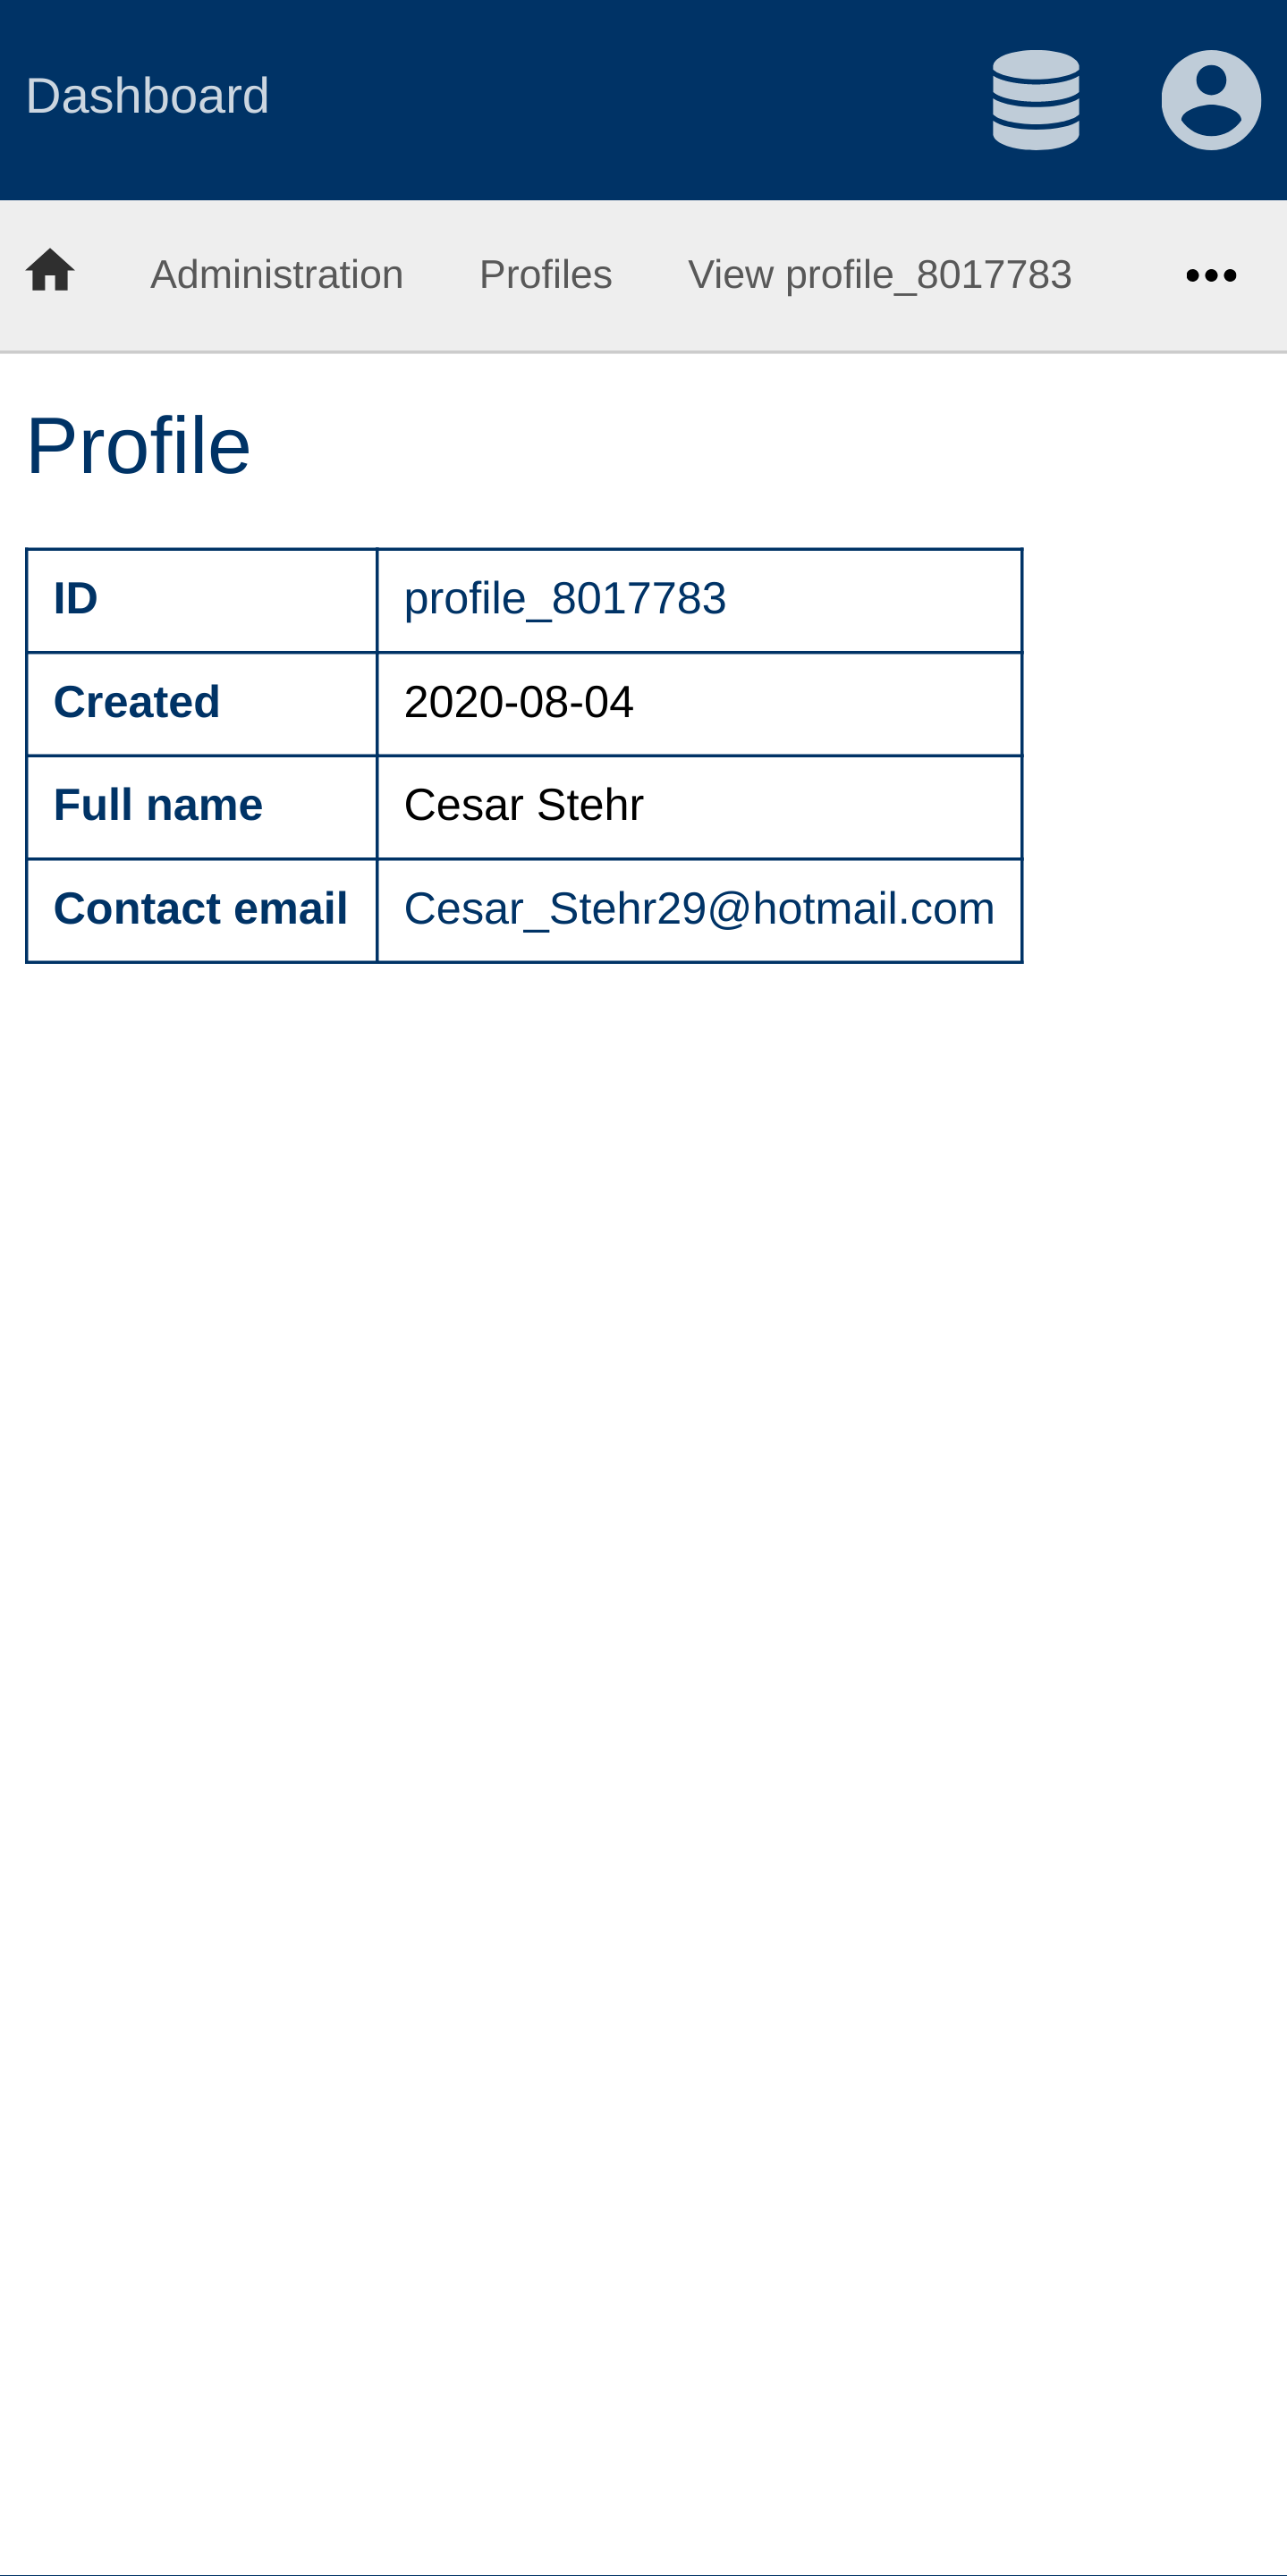 Dashboard
Administration Profiles View profile_8017783
Profile
ID profile_8017783
Created 2020-08-04
Full name Cesar Stehr
Contact email Cesar_Stehr29@hotmail.com